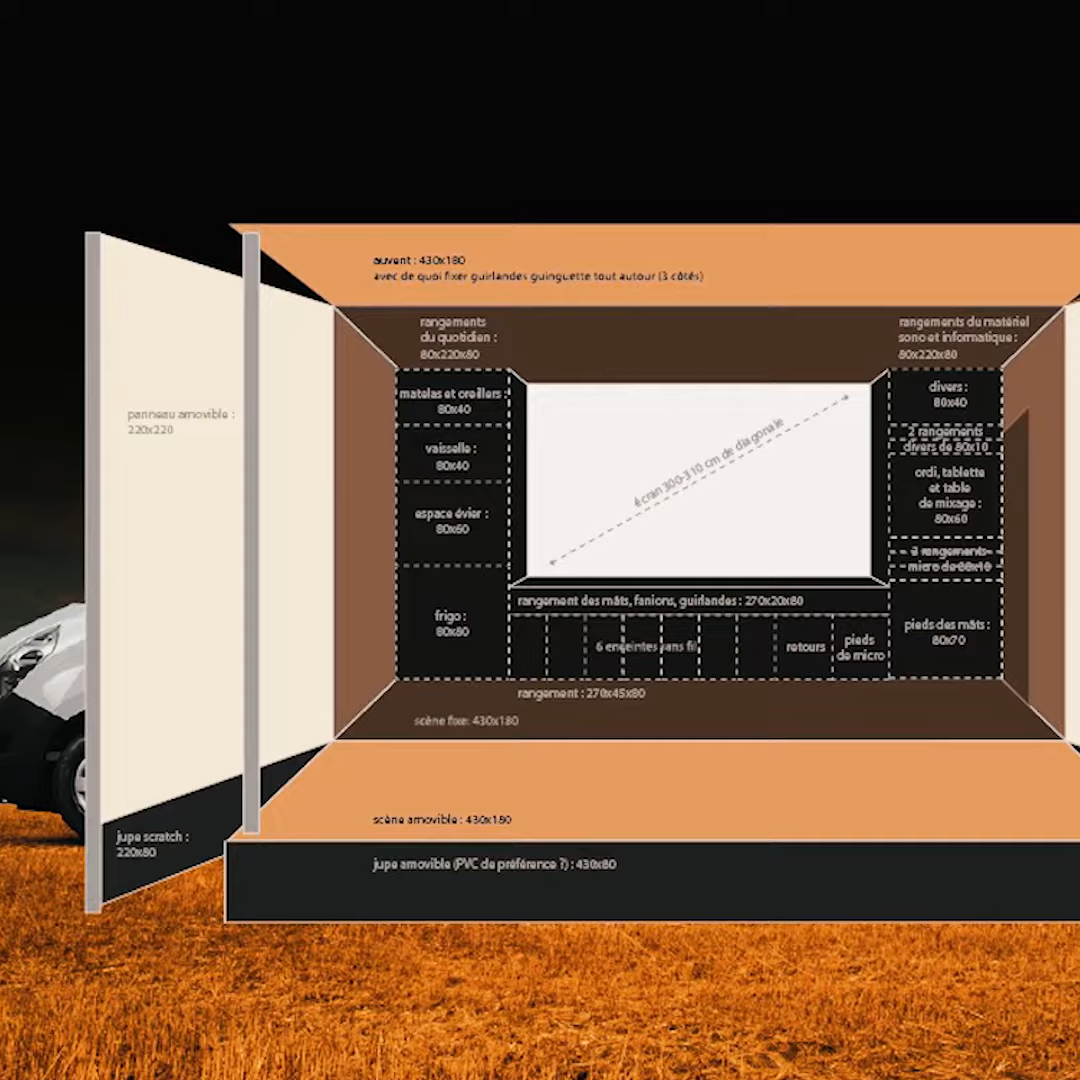 auvent : 430x180
avec de quoi fixer guirlandes guinguette tout autour (3 côtés)
rangements
du quotidien :
80x220x80
rangements du matériel
sono et informatique :
80x220x80
matelas et oreillers :
80x40
vaisselle :
80x40
espace évier :
80x60
frigo :
80x80
panneau amovible :
220x220
écran 300-310 cm de diagonale
divers :
80x40
2 rangements
divers de 80x10
ordi, tablette
et table
de mixage :
80x60
3 rangements
micro de 80x10
pieds des mâts :
80x70
rangement des mâts, fanions, guirlandes : 270x20x80
6 enceintes sans fil
retours
pieds
de micro
rangement : 270x45x80
scène fixe: 430x180
scène amovible : 430x180
jupe scratch :
220x80
jupe amovible (PVC de préférence ?) : 430x80